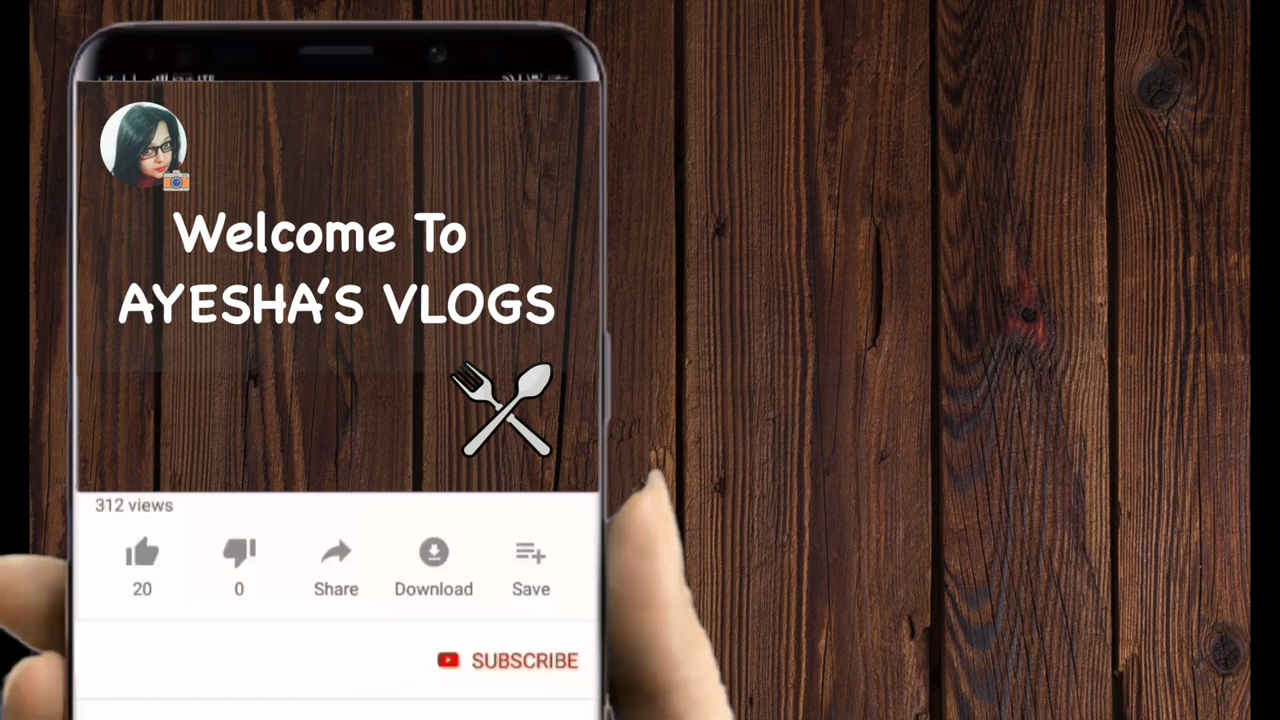 Welcome To
AYESHA'S VLOGS
312 views
20
0
Share
Download
Save
SUBSCRIBE